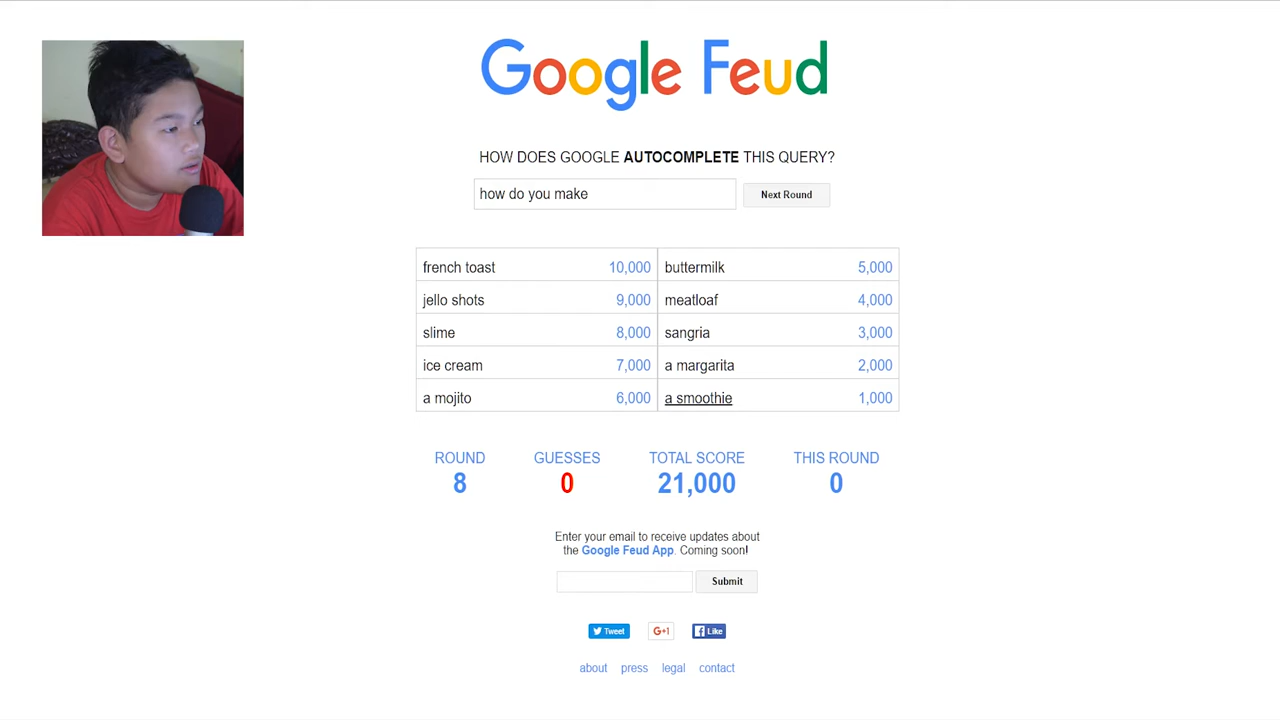 Google Feud
HOW DOES GOOGLE AUTOCOMPLETE THIS QUERY?
how do you make
Next Round
french toast 10,000 buttermilk 5,000
jello shots 9,000 meatloaf 4,000
slime 8,000 sangria 3,000
ice cream 7,000 a margarita 2,000
a mojito 6,000 a smoothie 1,000
ROUND GUESSES TOTAL SCORE THIS ROUND
8 0 21,000 0
Enter your email to receive updates about
the Google Feud App. Coming soon!
Submit
Tweet G+1 Like
about press legal contact